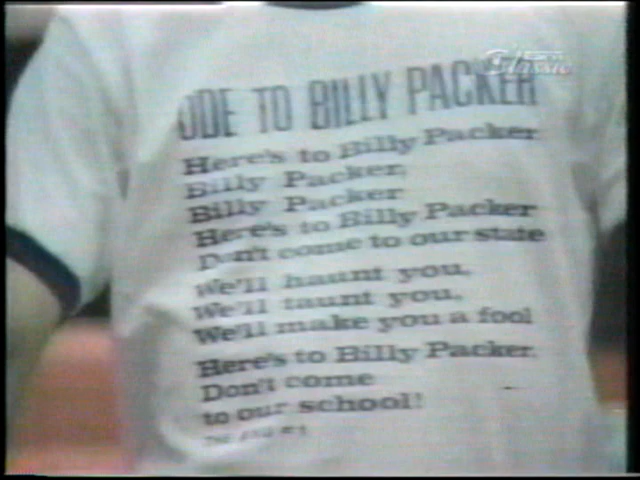 ESPN Classic
ODE TO BILLY PACKER
Here's to Billy Packer
Billy Packer,
Billy Packer
Here's to Billy Packer
Don't come to our state
We'll haunt you,
We'll taunt you,
We'll make you a fool
Here's to Billy Packer.
Don't come
to our school!